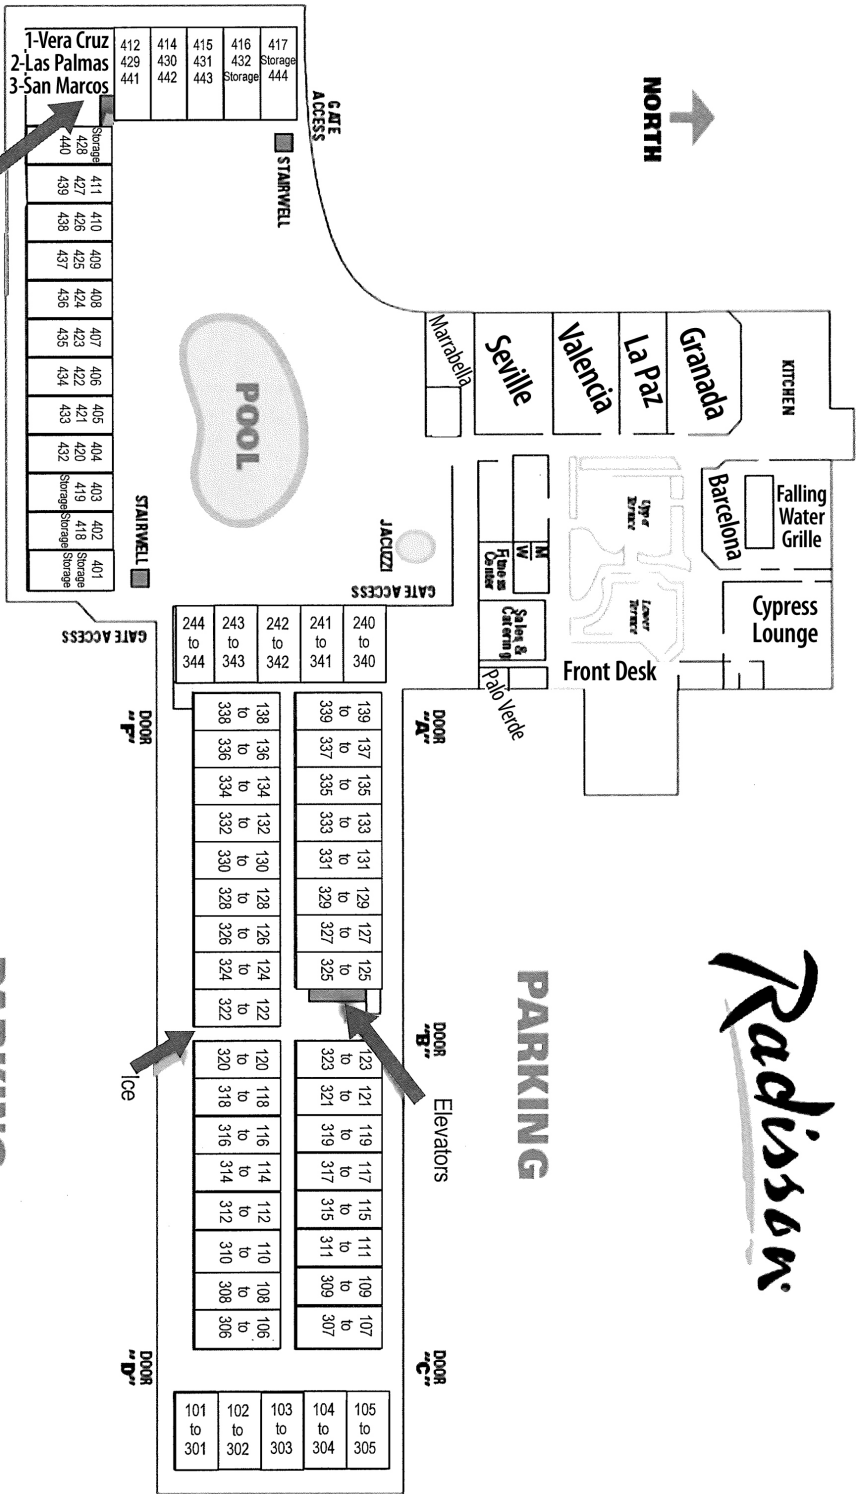 1-Vera Cruz
2-Las Palmas
3-San Marcos
412
429
441
414
430
442
415
431
443
416
432
Storage
417
Storage
444
GATE
ACCESS
STAIRWELL
NORTH
Storage
428
440
411
427
439
410
426
438
409
425
437
408
424
436
407
423
435
406
422
434
405
421
433
404
420
432
403
419
Storage
402
418
Storage
401
Storage
Storage
STAIRWELL
POOL
JACUZZI
GATE ACCESS
GATE ACCESS
Marrabella
Seville
Valencia
La Paz
Granada
KITCHEN
Barcelona
Falling
Water
Grille
Upper
Terrace
Lower
Terrace
M
W
Fitness
Center
Sales &
Catering
Cypress
Lounge
Front Desk
Palo Verde
244
to
344
243
to
343
242
to
342
241
to
341
240
to
340
DOOR
"F"
DOOR
"A"
138
to
338
139
to
339
136
to
336
137
to
337
134
to
334
135
to
335
132
to
332
133
to
333
130
to
330
131
to
331
128
to
328
129
to
329
126
to
326
127
to
327
124
to
324
125
to
325
122
to
322
DOOR
"B"
Ice
Elevators
120
to
320
123
to
323
118
to
318
121
to
321
116
to
316
119
to
319
114
to
314
117
to
317
112
to
312
115
to
315
110
to
310
111
to
311
108
to
308
109
to
309
106
to
306
107
to
307
DOOR
"D"
DOOR
"C"
101
to
301
102
to
302
103
to
303
104
to
304
105
to
305
PARKING
PARKING
Radisson